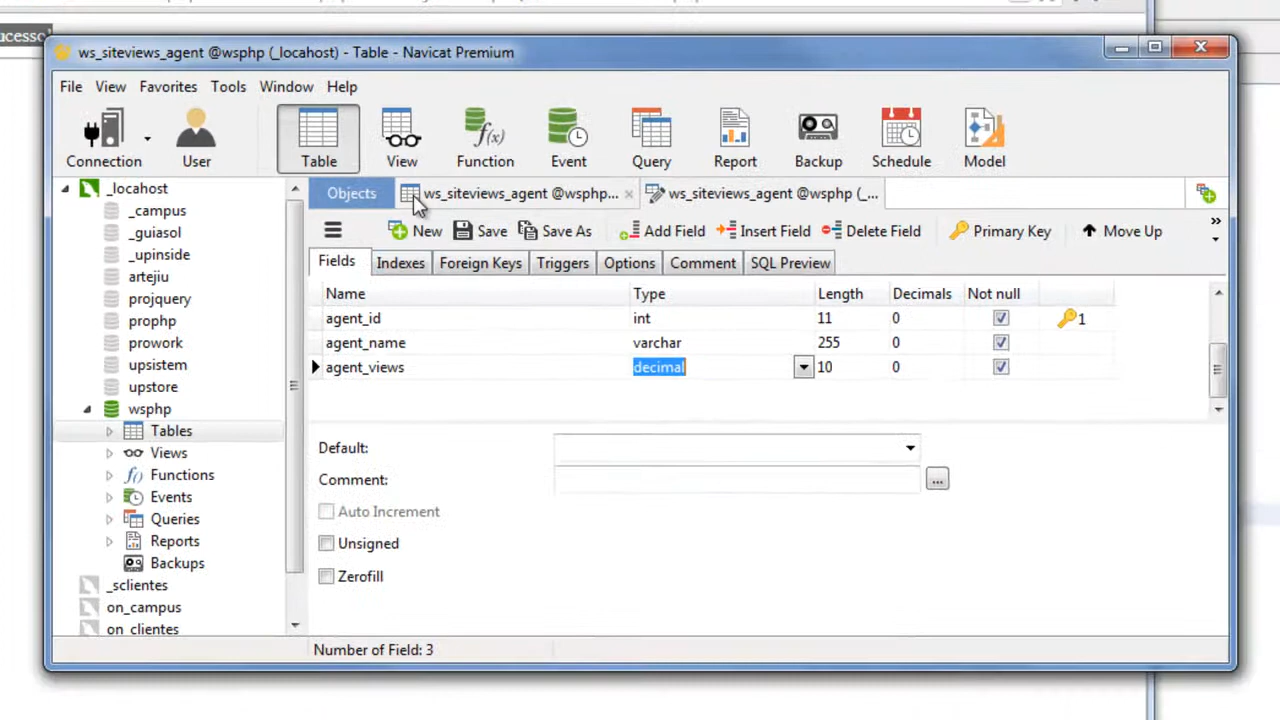 ucesso!
ws_siteviews_agent @wsphp (_locahost) - Table - Navicat Premium
File View Favorites Tools Window Help
Connection User Table View Function Event Query Report Backup Schedule Model
_locahost
_campus
_guiasol
_upinside
artejiu
projquery
prophp
prowork
upsistem
upstore
wsphp
Tables
Views
Functions
Events
Queries
Reports
Backups
_sclientes
on_campus
on_clientes
Objects ws_siteviews_agent @wsphp... ws_siteviews_agent @wsphp (_...
New Save Save As Add Field Insert Field Delete Field Primary Key Move Up
Fields Indexes Foreign Keys Triggers Options Comment SQL Preview
Name Type Length Decimals Not null
agent_id int 11 0 1
agent_name varchar 255 0
agent_views decimal 10 0
Default:
Comment: ...
Auto Increment
Unsigned
Zerofill
Number of Field: 3